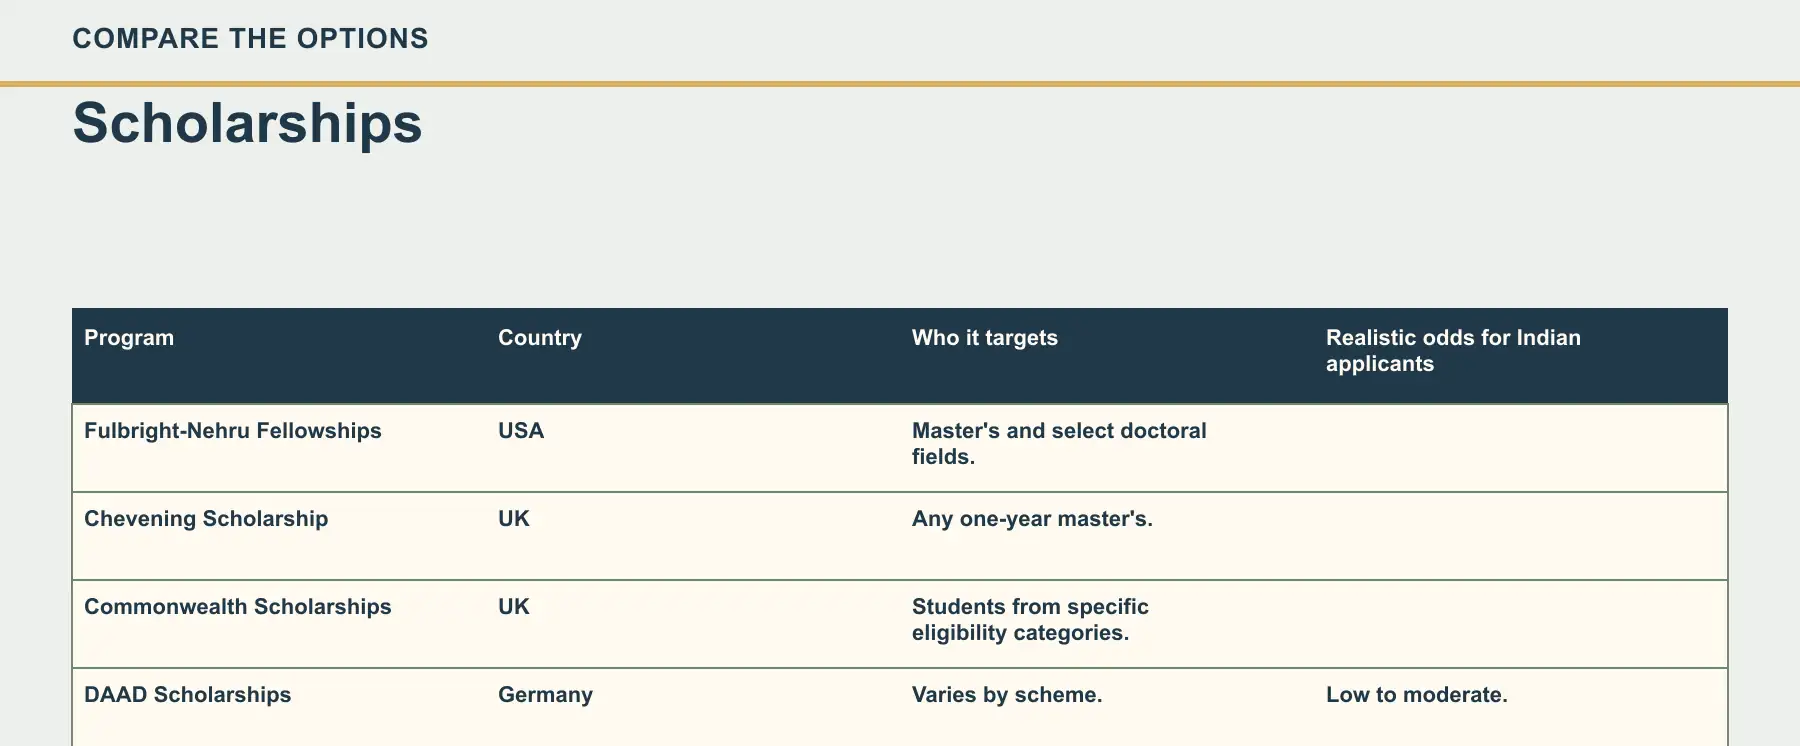 COMPARE THE OPTIONS
Scholarships
Program
Country
Who it targets
Realistic odds for Indian
applicants
Fulbright-Nehru Fellowships
USA
Master's and select doctoral
fields.
Chevening Scholarship
UK
Any one-year master's.
Commonwealth Scholarships
UK
Students from specific
eligibility categories.
DAAD Scholarships
Germany
Varies by scheme.
Low to moderate.